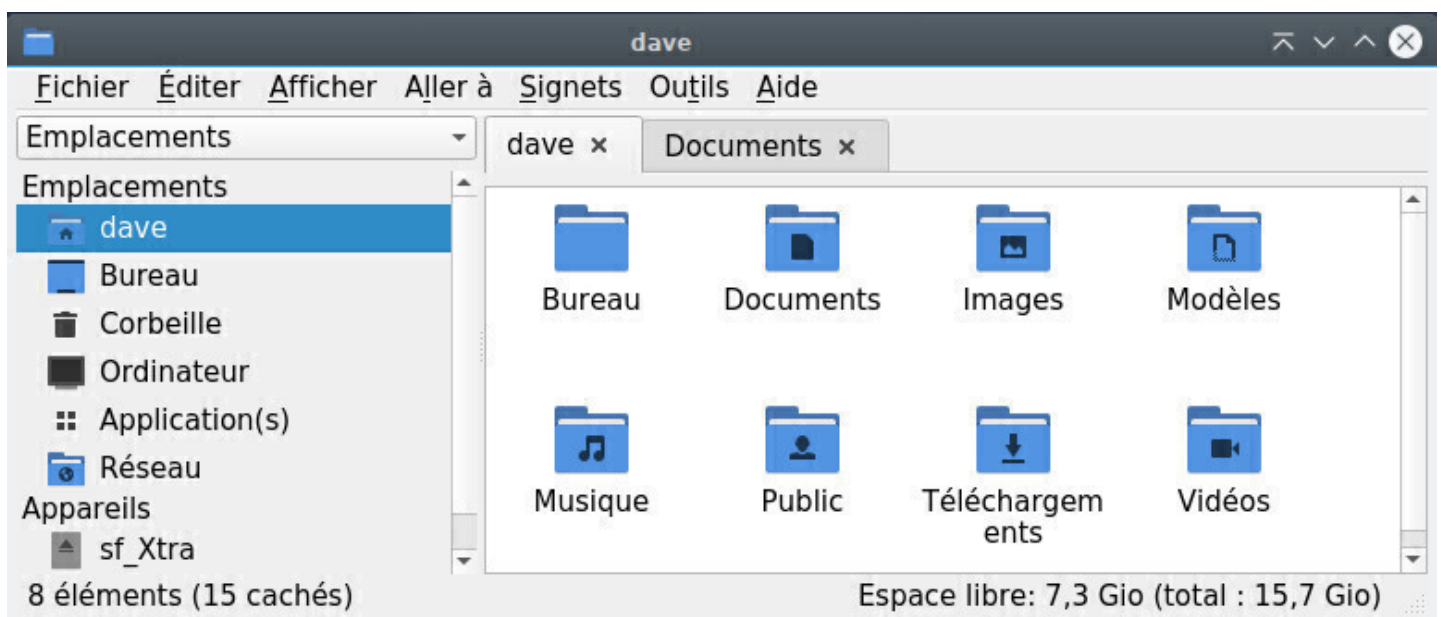 dave
Fichier Éditer Afficher Aller à Signets Outils Aide
Emplacements
dave Documents
Emplacements
dave
Bureau
Corbeille
Ordinateur
Application(s)
Réseau
Appareils
sf_Xtra
Bureau Documents Images Modèles
Musique Public Téléchargem
ents Vidéos
8 éléments (15 cachés)
Espace libre: 7,3 Gio (total : 15,7 Gio)